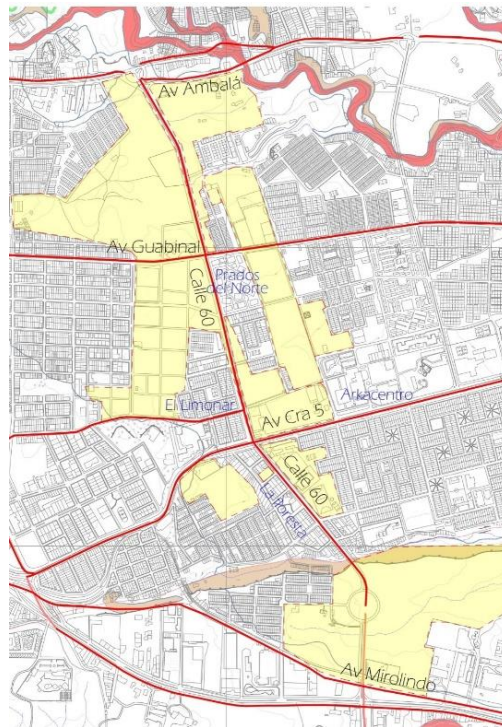 Av Ambalá
Av Guabinal
Calle 60
Prados
del Norte
El Limonar
Arkacentro
Av Cra 5
Calle 60
La Floresta
Av Mirolindo